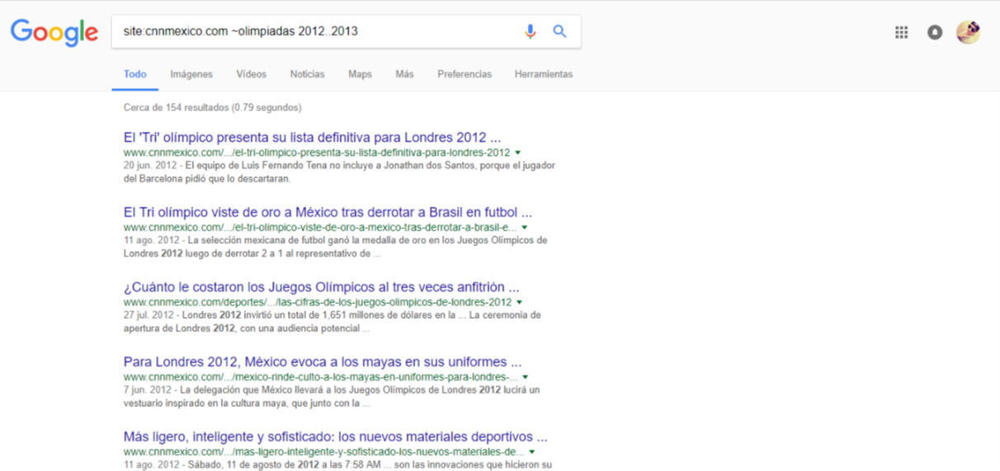 Google
site:cnnmexico.com ~olimpiadas 2012..2013
Todo Imágenes Vídeos Noticias Maps Más Preferencias Herramientas
Cerca de 154 resultados (0.79 segundos)
El 'Tri' olímpico presenta su lista definitiva para Londres 2012 ...
www.cnnmexico.com/.../el-tri-olimpico-presenta-su-lista-definitiva-para-londres-2012
20 jun. 2012 - El equipo de Luis Fernando Tena no incluye a Jonathan dos Santos, porque el jugador
del Barcelona pidió que lo descartaran.
El Tri olímpico viste de oro a México tras derrotar a Brasil en futbol ...
www.cnnmexico.com/.../el-tri-olimpico-viste-de-oro-a-mexico-tras-derrotar-a-brasil-e...
11 ago. 2012 - La selección mexicana de futbol ganó la medalla de oro en los Juegos Olímpicos de
Londres 2012 luego de derrotar 2 a 1 al representativo de ...
¿Cuánto le costaron los Juegos Olímpicos al tres veces anfitrión ...
www.cnnmexico.com/deportes/.../las-cifras-de-los-juegos-olimpicos-de-londres-2012
27 jul. 2012 - Londres 2012 invirtió un total de 1,651 millones de dólares en la ... La ceremonia de
apertura de Londres 2012, con una audiencia potencial ...
Para Londres 2012, México evoca a los mayas en sus uniformes ...
www.cnnmexico.com/.../mexico-rinde-culto-a-los-mayas-en-uniformes-para-londres-...
7 jun. 2012 - La delegación que México llevará a los Juegos Olímpicos de Londres 2012 lucirá un
vestuario inspirado en la cultura maya, que junto con la ...
Más ligero, inteligente y sofisticado: los nuevos materiales deportivos ...
www.cnnmexico.com/.../mas-ligero-inteligente-y-sofisticado-los-nuevos-materiales-de...
11 ago. 2012 - Sábado, 11 de agosto de 2012 a las 7:58 AM ... son las innovaciones que hicieron su